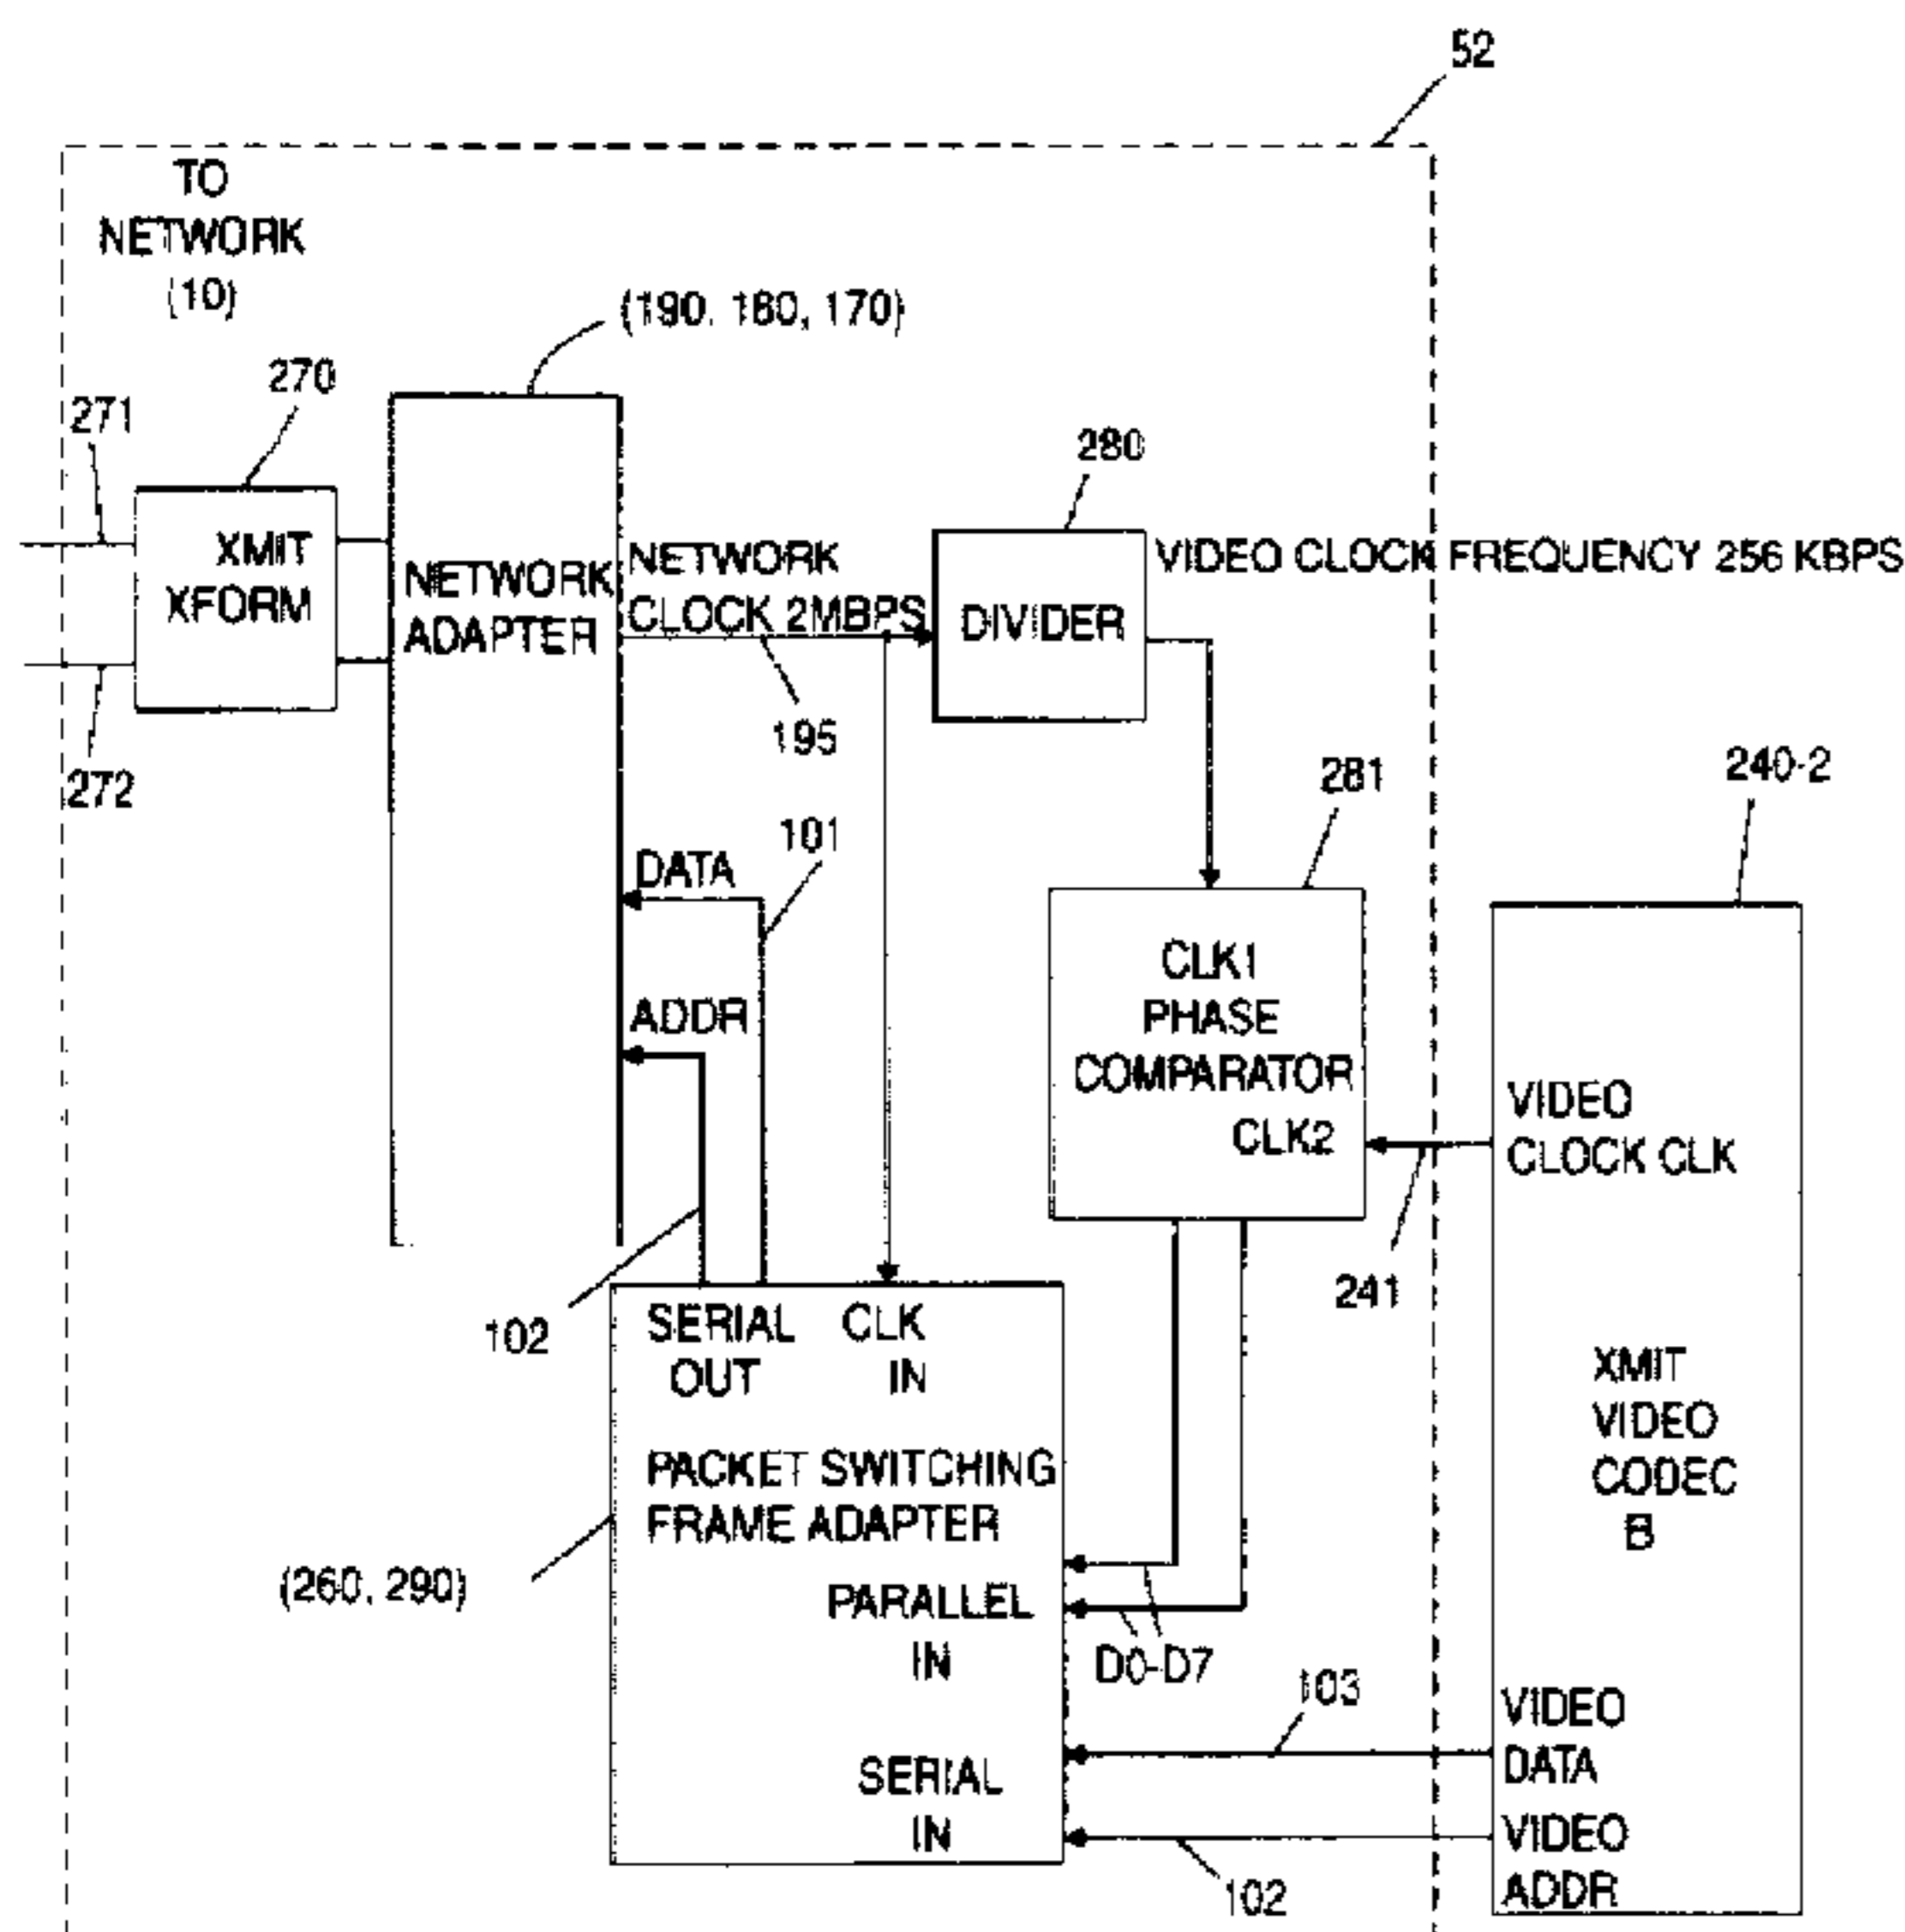 52
TO
NETWORK
(10)
(190, 180, 170)
270
271
280
XMIT
XFORM
NETWORK
ADAPTER
NETWORK
CLOCK 2MBPS
DIVIDER
VIDEO CLOCK FREQUENCY 256 KBPS
195
272
281
240-2
101
DATA
ADDR
CLK1
PHASE
COMPARATOR
CLK2
VIDEO
CLOCK CLK
241
102
SERIAL
OUT
CLK
IN
XMIT
VIDEO
CODEC
B
PACKET SWITCHING
FRAME ADAPTER
(260, 290)
PARALLEL
IN
D0-D7
103
VIDEO
DATA
SERIAL
IN
VIDEO
ADDR
102